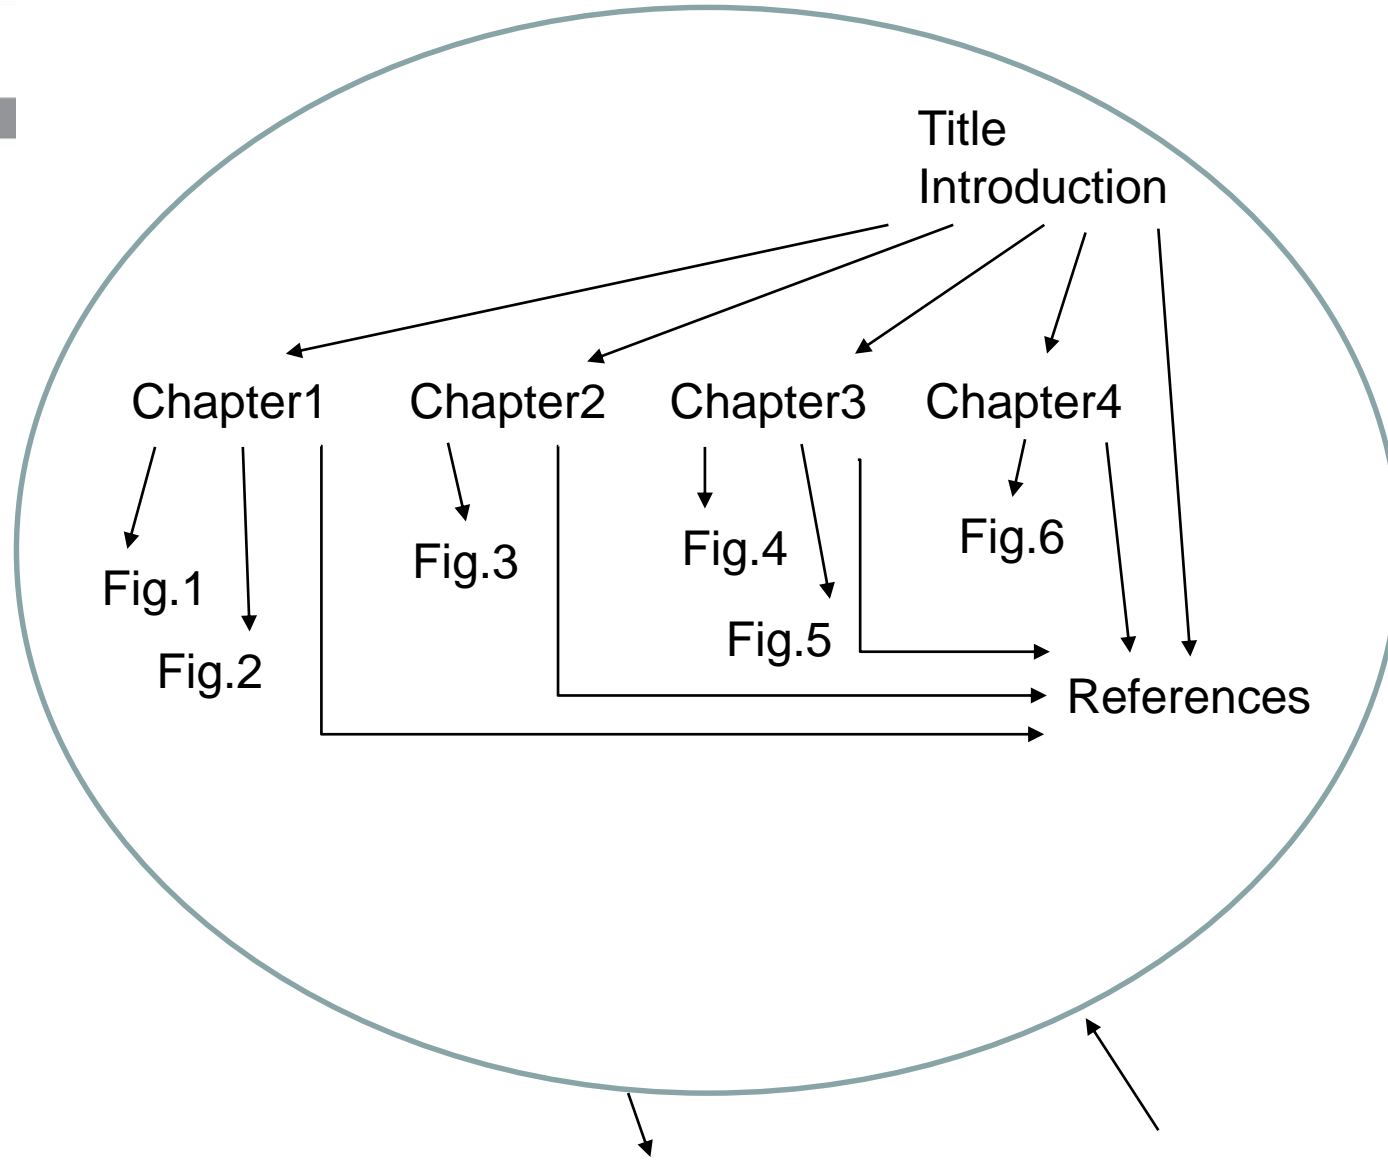 Title
Introduction
Chapter1 Chapter2 Chapter3 Chapter4
Fig.1
Fig.2
Fig.3
Fig.4
Fig.5
Fig.6
References